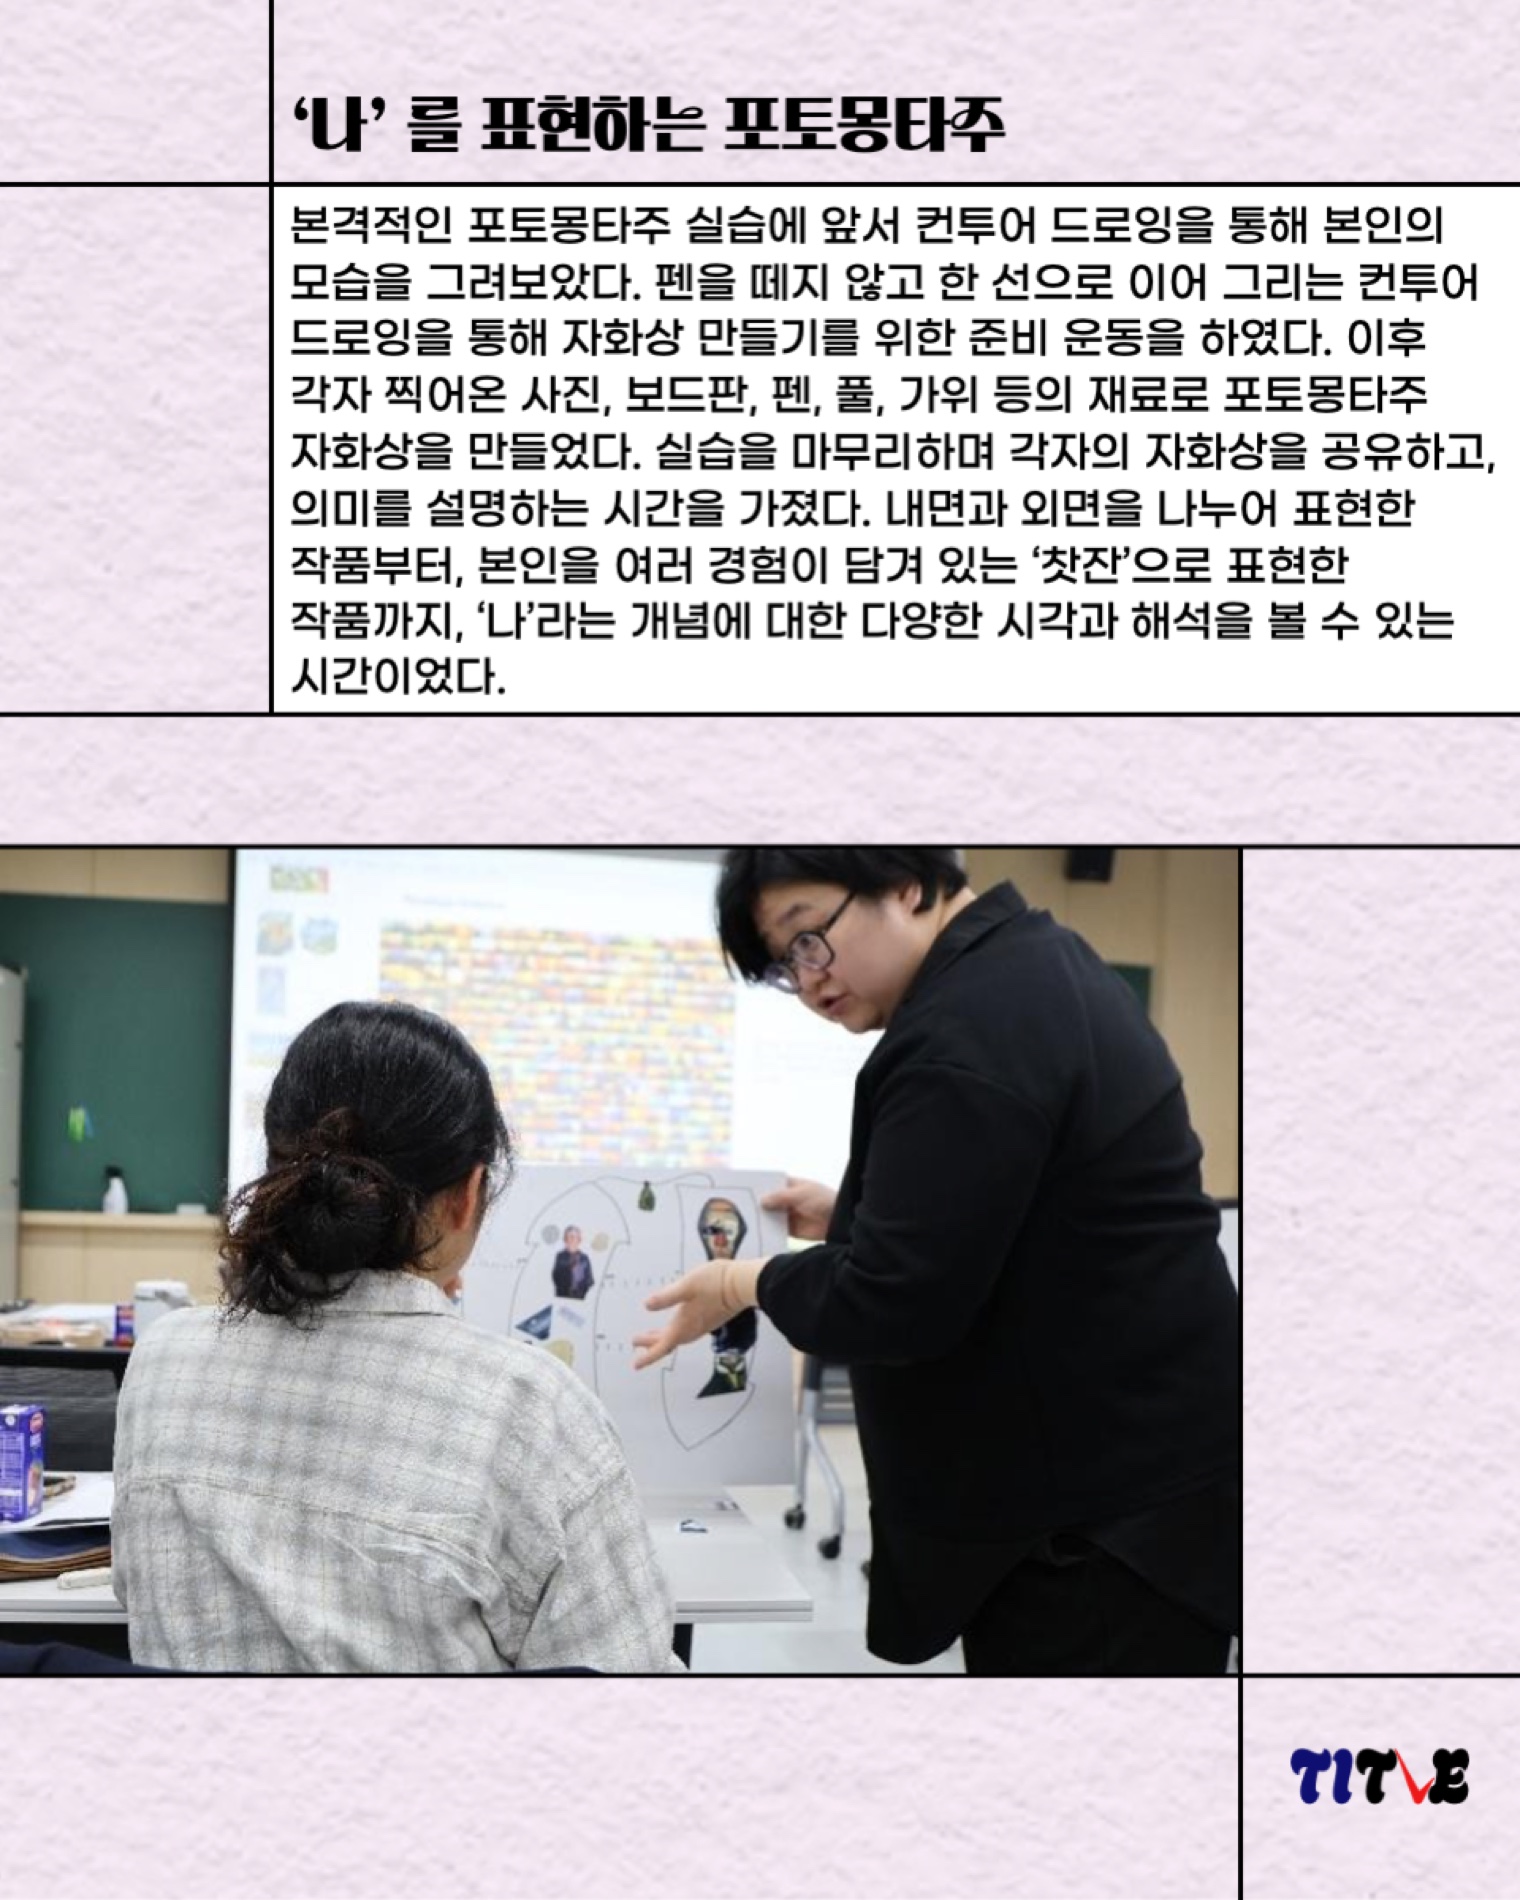 ‘나’ 를 표현하는 포토몽타주
본격적인 포토몽타주 실습에 앞서 컨투어 드로잉을 통해 본인의
모습을 그려보았다. 펜을 떼지 않고 한 선으로 이어 그리는 컨투어
드로잉을 통해 자화상 만들기를 위한 준비 운동을 하였다. 이후
각자 찍어온 사진, 보드판, 펜, 풀, 가위 등의 재료로 포토몽타주
자화상을 만들었다. 실습을 마무리하며 각자의 자화상을 공유하고,
의미를 설명하는 시간을 가졌다. 내면과 외면을 나누어 표현한
작품부터, 본인을 여러 경험이 담겨 있는 ‘찻잔’으로 표현한
작품까지, ‘나’라는 개념에 대한 다양한 시각과 해석을 볼 수 있는
시간이었다.
TITLE